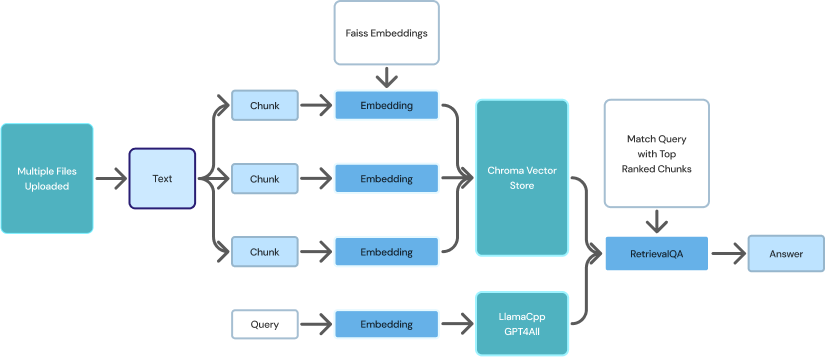 Faiss Embeddings
Chunk
Embedding
Multiple Files
Uploaded
Text
Chunk
Embedding
Chroma Vector
Store
Match Query
with Top
Ranked Chunks
Chunk
Embedding
RetrievalQA
Answer
Query
Embedding
LlamaCpp
GPT4All